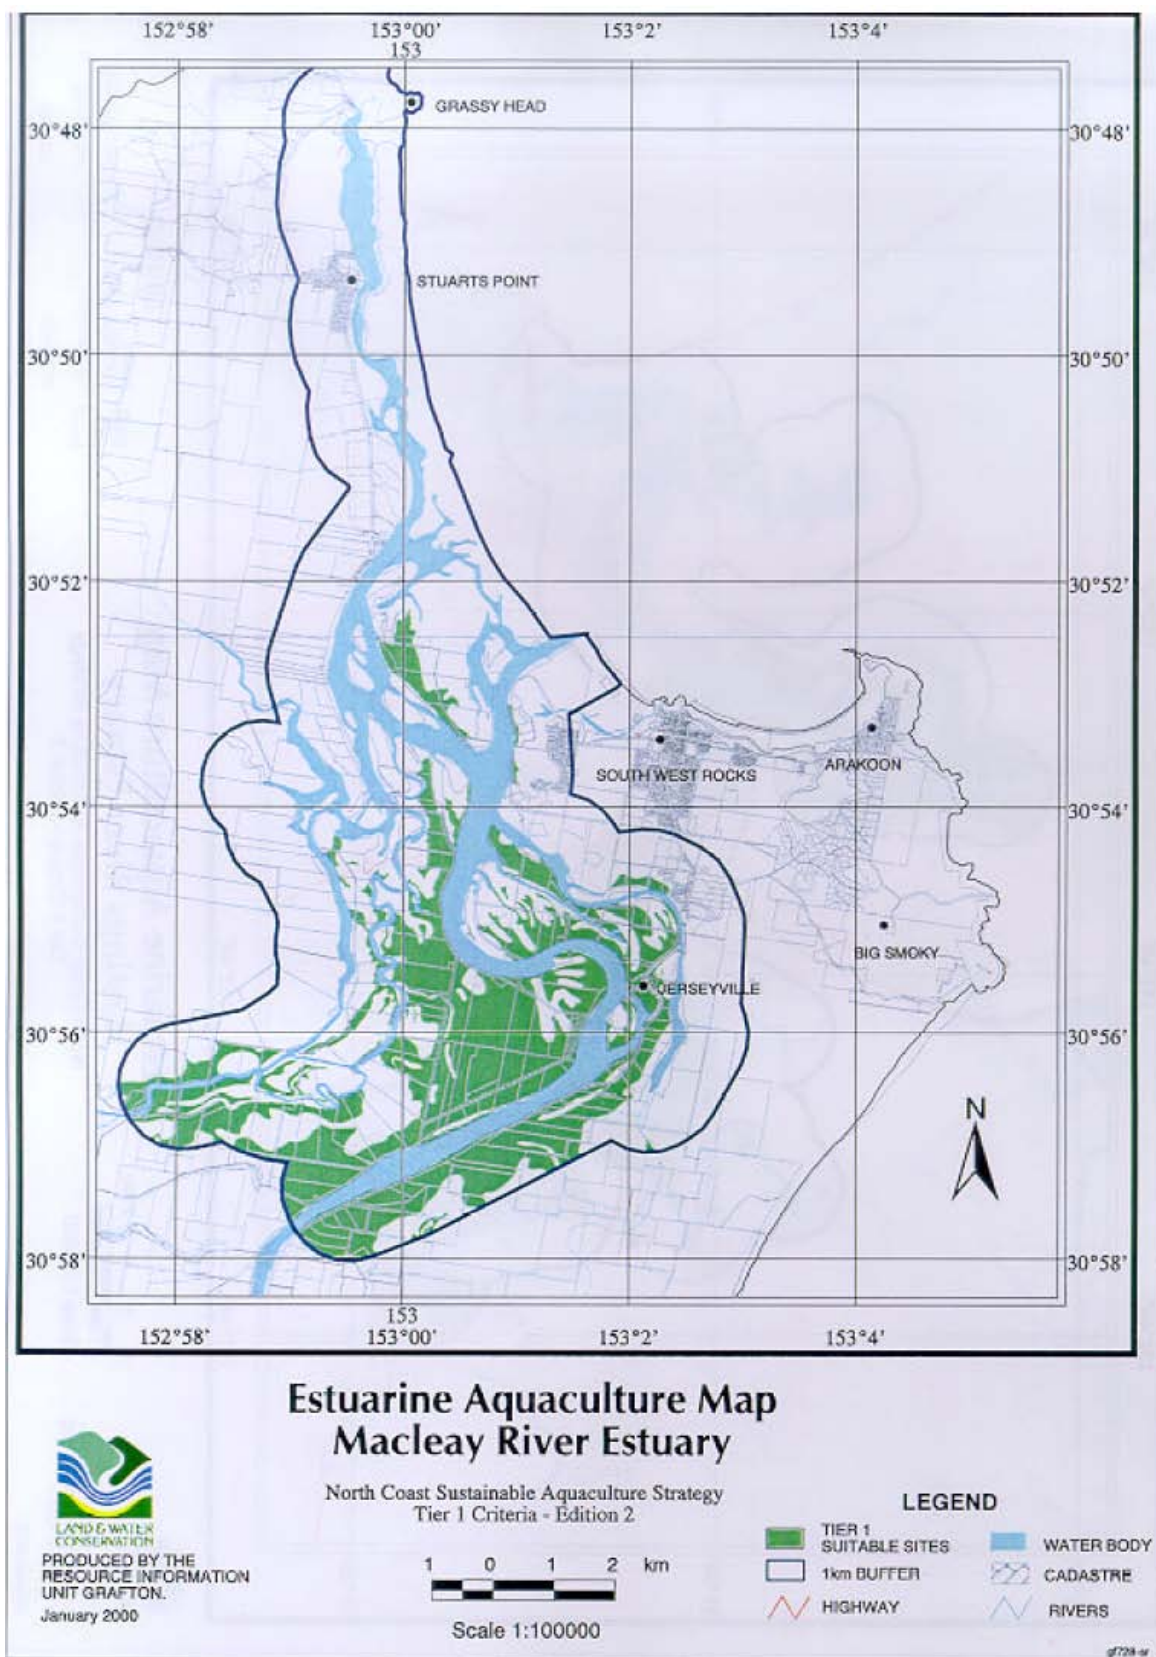 152°58' 153°00' 153°2' 153°4'
153
GRASSY HEAD
30°48' 30°48'
STUARTS POINT
30°50' 30°50'
30°52' 30°52'
SOUTH WEST ROCKS
ARAKOON
30°54' 30°54'
BIG SMOKY
JERSEYVILLE
30°56' 30°56'
N
30°58' 30°58'
153
152°58' 153°00' 153°2' 153°4'
Estuarine Aquaculture Map
Macleay River Estuary
North Coast Sustainable Aquaculture Strategy
Tier 1 Criteria - Edition 2
LAND & WATER
CONSERVATION
PRODUCED BY THE
RESOURCE INFORMATION
UNIT GRAFTON.
January 2000
1 0 1 2 km
Scale 1:100000
LEGEND
TIER 1
SUITABLE SITES
1km BUFFER
HIGHWAY
WATER BODY
CADASTRE
RIVERS